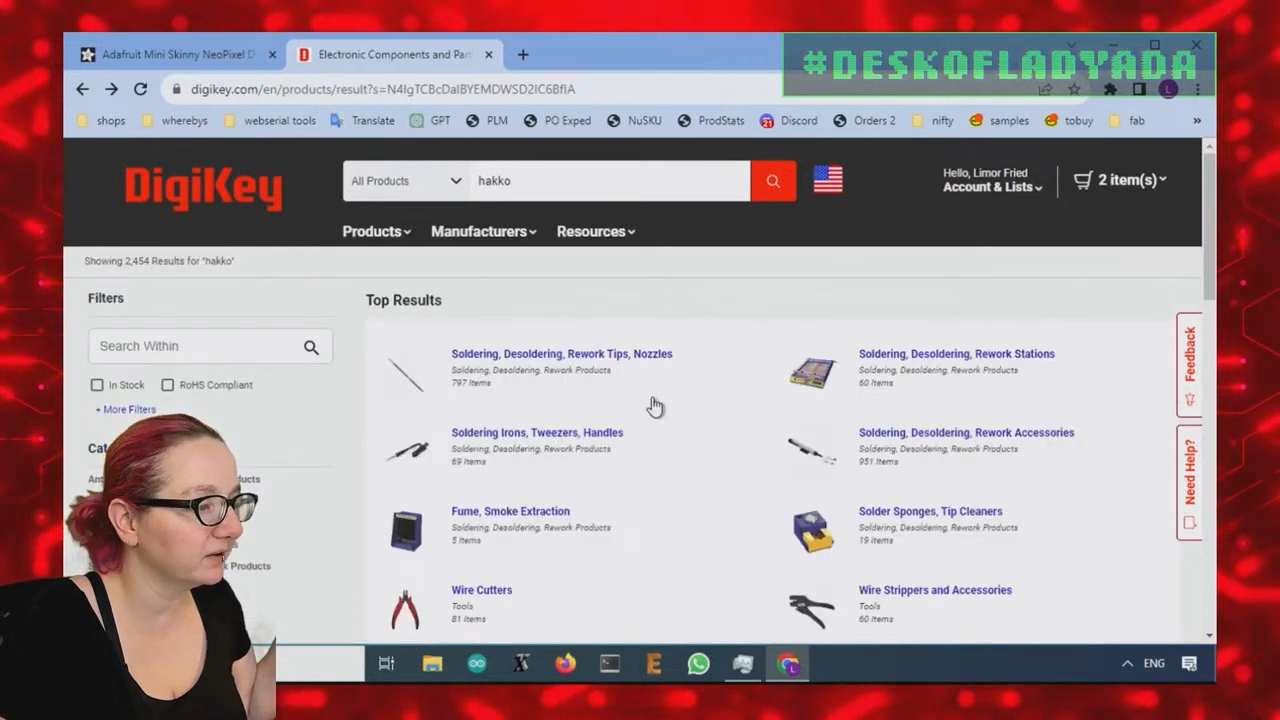 #DESKOFLADYADA
Adafruit Mini Skinny NeoPixel D
Electronic Components and Part
digikey.com/en/products/result?s=N4IgTCBcDaIBYEMDWSD2IC6BfIA
shops
wherebys
webserial tools
Translate
GPT
PLM
PO Exped
NuSKU
ProdStats
21
Discord
Orders 2
nifty
samples
tobuy
fab
DigiKey
All Products
hakko
Hello, Limor Fried
Account & Lists
2 item(s)
Products
Manufacturers
Resources
Showing 2,454 Results for "hakko"
Filters
Top Results
Search Within
In Stock
RoHS Compliant
+ More Filters
Soldering, Desoldering, Rework Tips, Nozzles
Soldering, Desoldering, Rework Products
797 Items
Soldering, Desoldering, Rework Stations
Soldering, Desoldering, Rework Products
60 Items
Soldering Irons, Tweezers, Handles
Soldering, Desoldering, Rework Products
69 Items
Soldering, Desoldering, Rework Accessories
Soldering, Desoldering, Rework Products
951 Items
Fume, Smoke Extraction
Soldering, Desoldering, Rework Products
5 Items
Solder Sponges, Tip Cleaners
Soldering, Desoldering, Rework Products
19 Items
Wire Cutters
Tools
81 Items
Wire Strippers and Accessories
Tools
60 Items
Products
Feedback
Need Help?
ENG